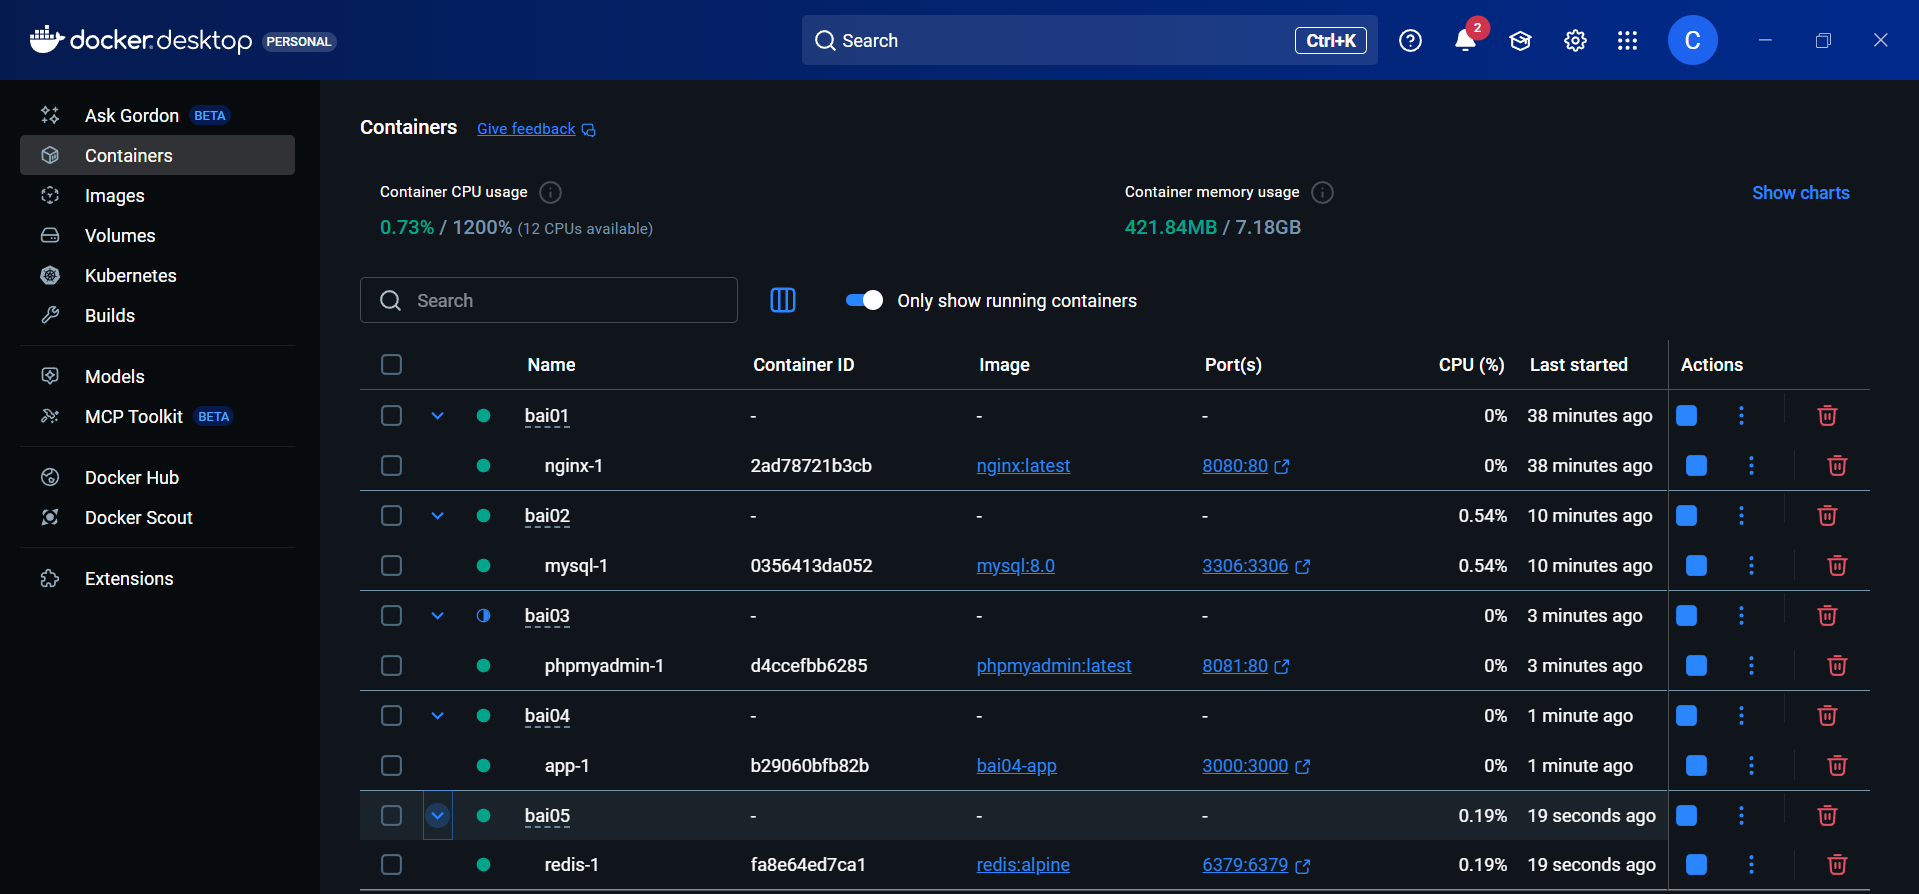 docker.desktop PERSONAL
Search Ctrl+K
2
C
Ask Gordon BETA
Containers
Images
Volumes
Kubernetes
Builds
Models
MCP Toolkit BETA
Docker Hub
Docker Scout
Extensions
Containers Give feedback
Container CPU usage
0.73% / 1200% (12 CPUs available)
Container memory usage
421.84MB / 7.18GB
Show charts
Search
Only show running containers
Name Container ID Image Port(s) CPU (%) Last started Actions
bai01 - - - 0% 38 minutes ago
nginx-1 2ad78721b3cb nginx:latest 8080:80 0% 38 minutes ago
bai02 - - - 0.54% 10 minutes ago
mysql-1 0356413da052 mysql:8.0 3306:3306 0.54% 10 minutes ago
bai03 - - - 0% 3 minutes ago
phpmyadmin-1 d4ccefbb6285 phpmyadmin:latest 8081:80 0% 3 minutes ago
bai04 - - - 0% 1 minute ago
app-1 b29060bfb82b bai04-app 3000:3000 0% 1 minute ago
bai05 - - - 0.19% 19 seconds ago
redis-1 fa8e64ed7ca1 redis:alpine 6379:6379 0.19% 19 seconds ago